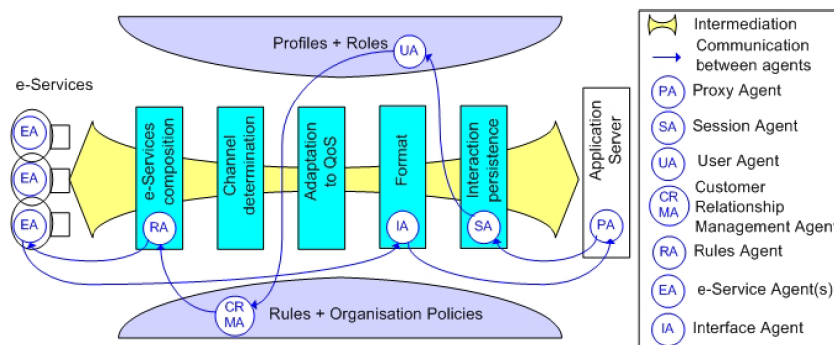 Profiles + Roles
UA
e-Services
EA
EA
EA
e-Services
composition
RA
Channel
determination
Adaptation
to QoS
Format
IA
Interaction
persistence
SA
Application
Server
PA
CR
MA
Rules + Organisation Policies
Intermediation
Communication
between agents
PA
Proxy Agent
SA
Session Agent
UA
User Agent
CR
MA
Customer
Relationship
Management Agent
RA
Rules Agent
EA
e-Service Agent(s)
IA
Interface Agent